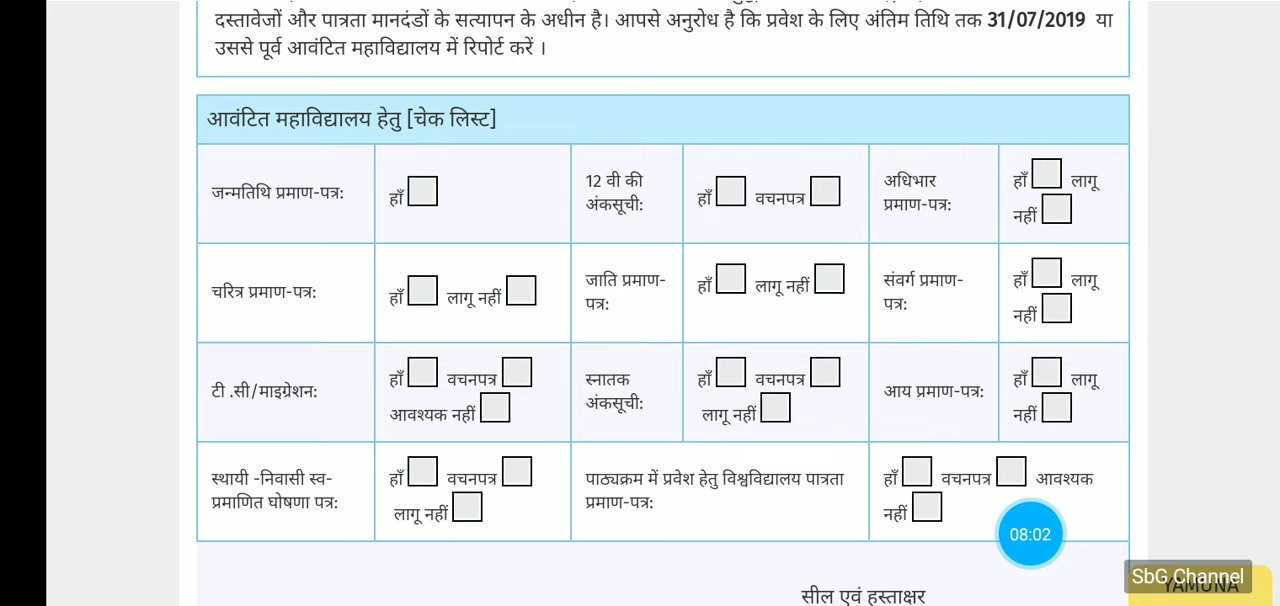 दस्तावेजों और पात्रता मानदंडों के सत्यापन के अधीन है। आपसे अनुरोध है कि प्रवेश के लिए अंतिम तिथि तक 31/07/2019 या
उससे पूर्व आवंटित महाविद्यालय में रिपोर्ट करें ।
आवंटित महाविद्यालय हेतु [चेक लिस्ट]
जन्मतिथि प्रमाण-पत्र:
हाँ
12 वी की
अंकसूची:
हाँ वचनपत्र
अधिभार
प्रमाण-पत्र:
हाँ लागू
नहीं
चरित्र प्रमाण-पत्र:
हाँ लागू नहीं
जाति प्रमाण-
पत्र:
हाँ लागू नहीं
संवर्ग प्रमाण-
पत्र:
हाँ लागू
नहीं
टी .सी/माइग्रेशन:
हाँ वचनपत्र
आवश्यक नहीं
स्नातक
अंकसूची:
हाँ वचनपत्र
लागू नहीं
आय प्रमाण-पत्र:
हाँ लागू
नहीं
स्थायी -निवासी स्व-
प्रमाणित घोषणा पत्र:
हाँ वचनपत्र
लागू नहीं
पाठ्यक्रम में प्रवेश हेतु विश्वविद्यालय पात्रता
प्रमाण-पत्र:
हाँ वचनपत्र आवश्यक
नहीं
08:02
SbG Channel
YAMUNA
सील एवं हस्ताक्षर